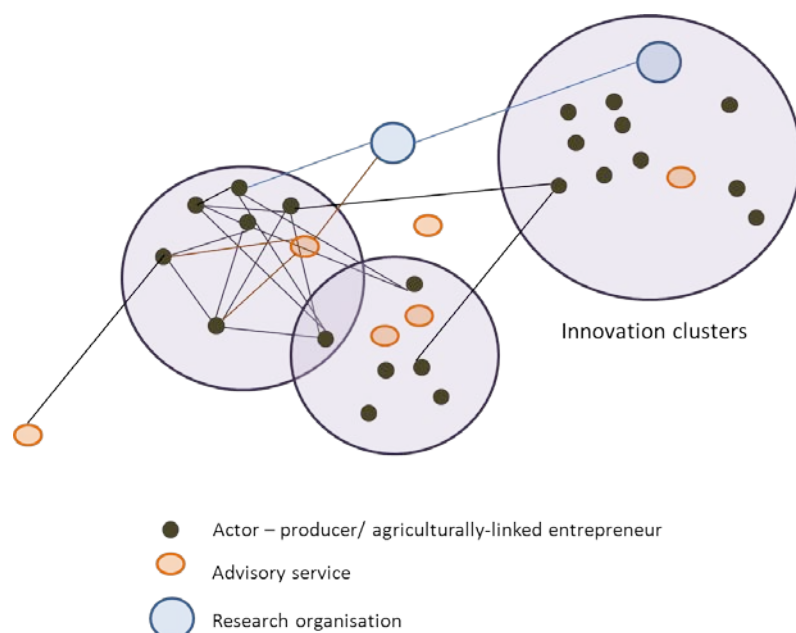 Innovation clusters
Actor – producer/ agriculturally-linked entrepreneur
Advisory service
Research organisation